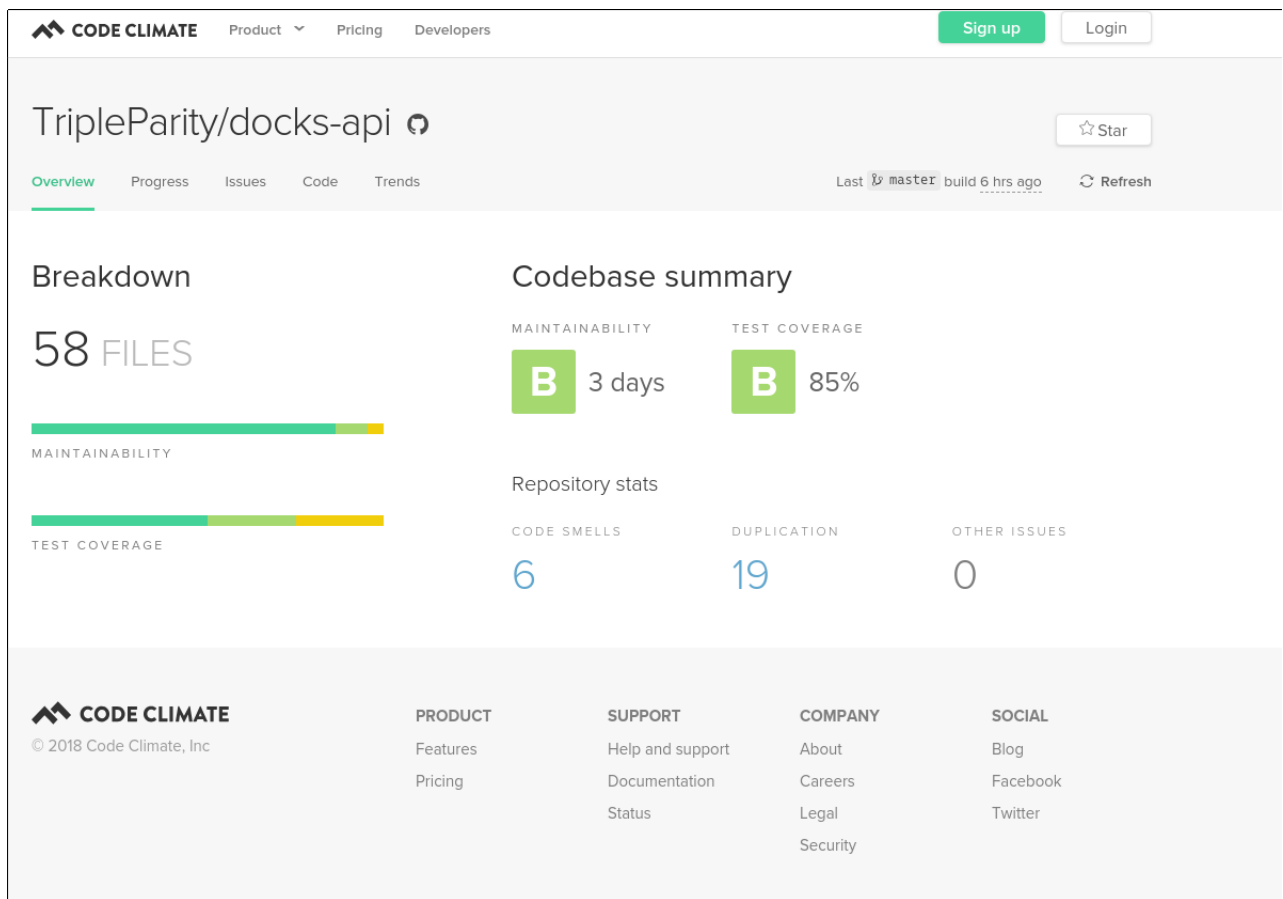 CODE CLIMATE Product Pricing Developers Sign up Login
TripleParity/docks-api
Star
Overview Progress Issues Code Trends Last master build 6 hrs ago Refresh
Breakdown
58 FILES
MAINTAINABILITY
TEST COVERAGE
Codebase summary
MAINTAINABILITY TEST COVERAGE
B 3 days B 85%
Repository stats
CODE SMELLS DUPLICATION OTHER ISSUES
6 19 0
CODE CLIMATE
© 2018 Code Climate, Inc
PRODUCT
Features
Pricing
SUPPORT
Help and support
Documentation
Status
COMPANY
About
Careers
Legal
Security
SOCIAL
Blog
Facebook
Twitter